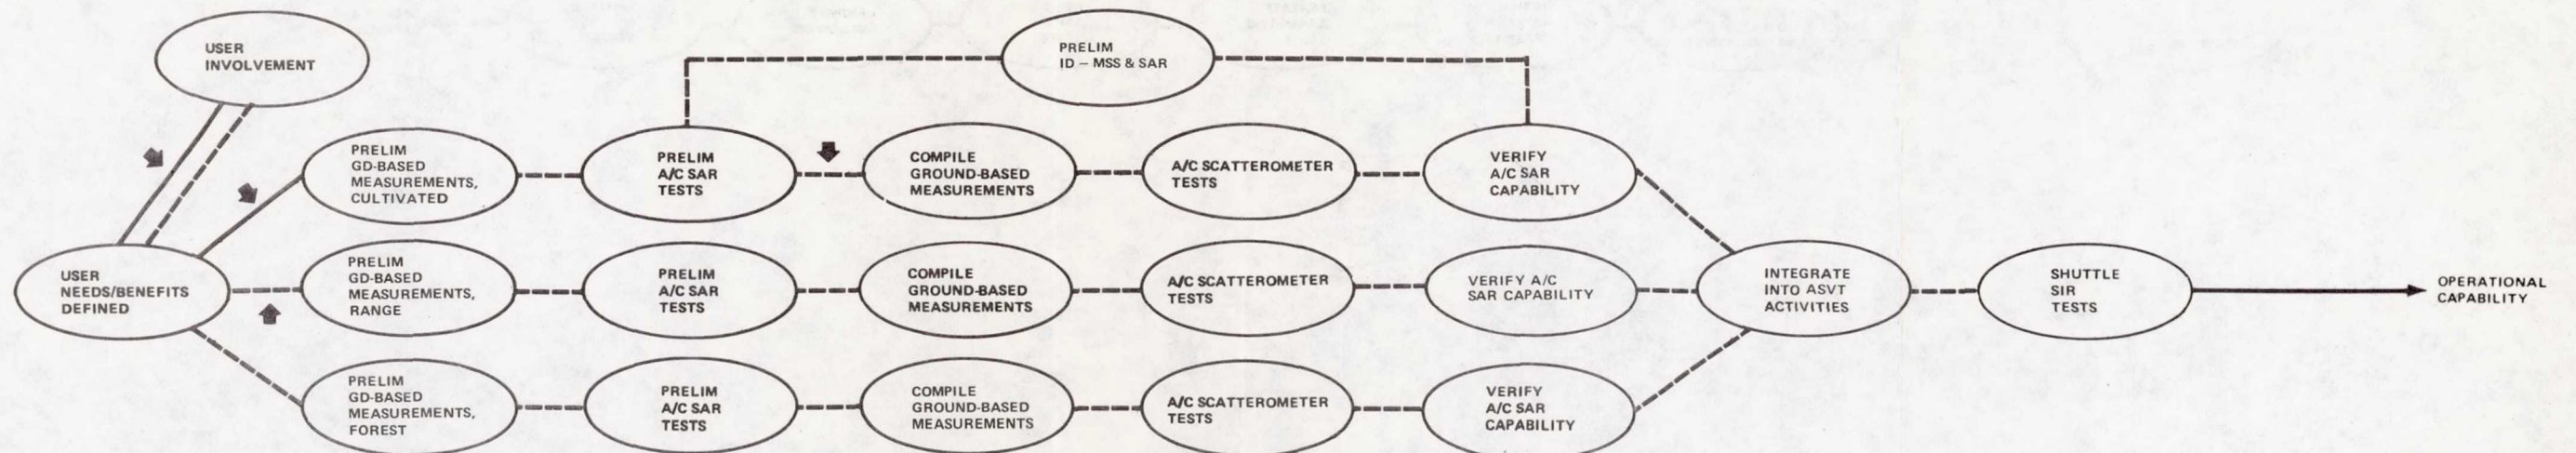 USER
INVOLVEMENT
PRELIM
ID – MSS & SAR
PRELIM
GD-BASED
MEASUREMENTS,
CULTIVATED
PRELIM
A/C SAR
TESTS
COMPILE
GROUND-BASED
MEASUREMENTS
A/C SCATTEROMETER
TESTS
VERIFY
A/C SAR
CAPABILITY
USER
NEEDS/BENEFITS
DEFINED
PRELIM
GD-BASED
MEASUREMENTS,
RANGE
PRELIM
A/C SAR
TESTS
COMPILE
GROUND-BASED
MEASUREMENTS
A/C SCATTEROMETER
TESTS
VERIFY A/C
SAR CAPABILITY
INTEGRATE
INTO ASVT
ACTIVITIES
SHUTTLE
SIR
TESTS
OPERATIONAL
CAPABILITY
PRELIM
GD-BASED
MEASUREMENTS,
FOREST
PRELIM
A/C SAR
TESTS
COMPILE
GROUND-BASED
MEASUREMENTS
A/C SCATTEROMETER
TESTS
VERIFY
A/C SAR
CAPABILITY